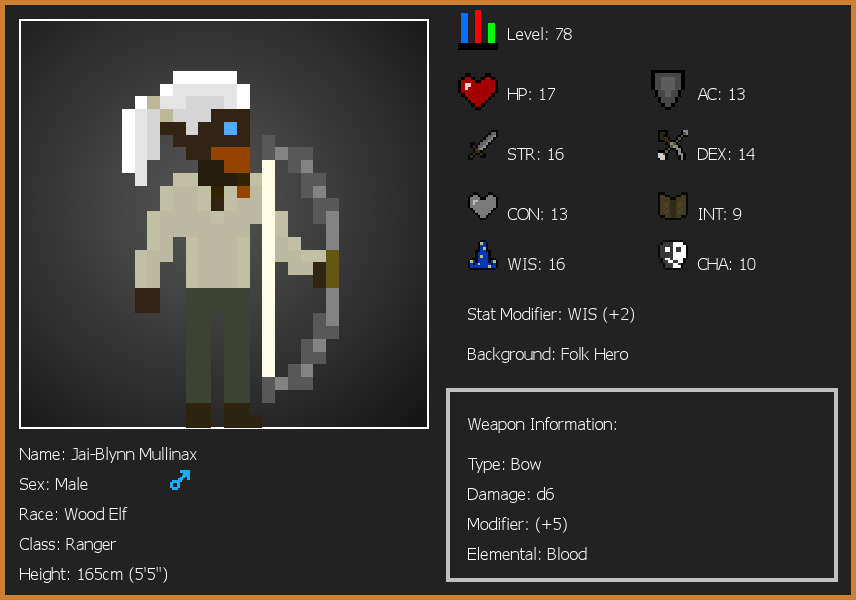 Level: 78
HP: 17
AC: 13
STR: 16
DEX: 14
CON: 13
INT: 9
WIS: 16
CHA: 10
Stat Modifier: WIS (+2)
Background: Folk Hero
Weapon Information:
Type: Bow
Damage: d6
Modifier: (+5)
Elemental: Blood
Name: Jai-Blynn Mullinax
Sex: Male
Race: Wood Elf
Class: Ranger
Height: 165cm (5'5")